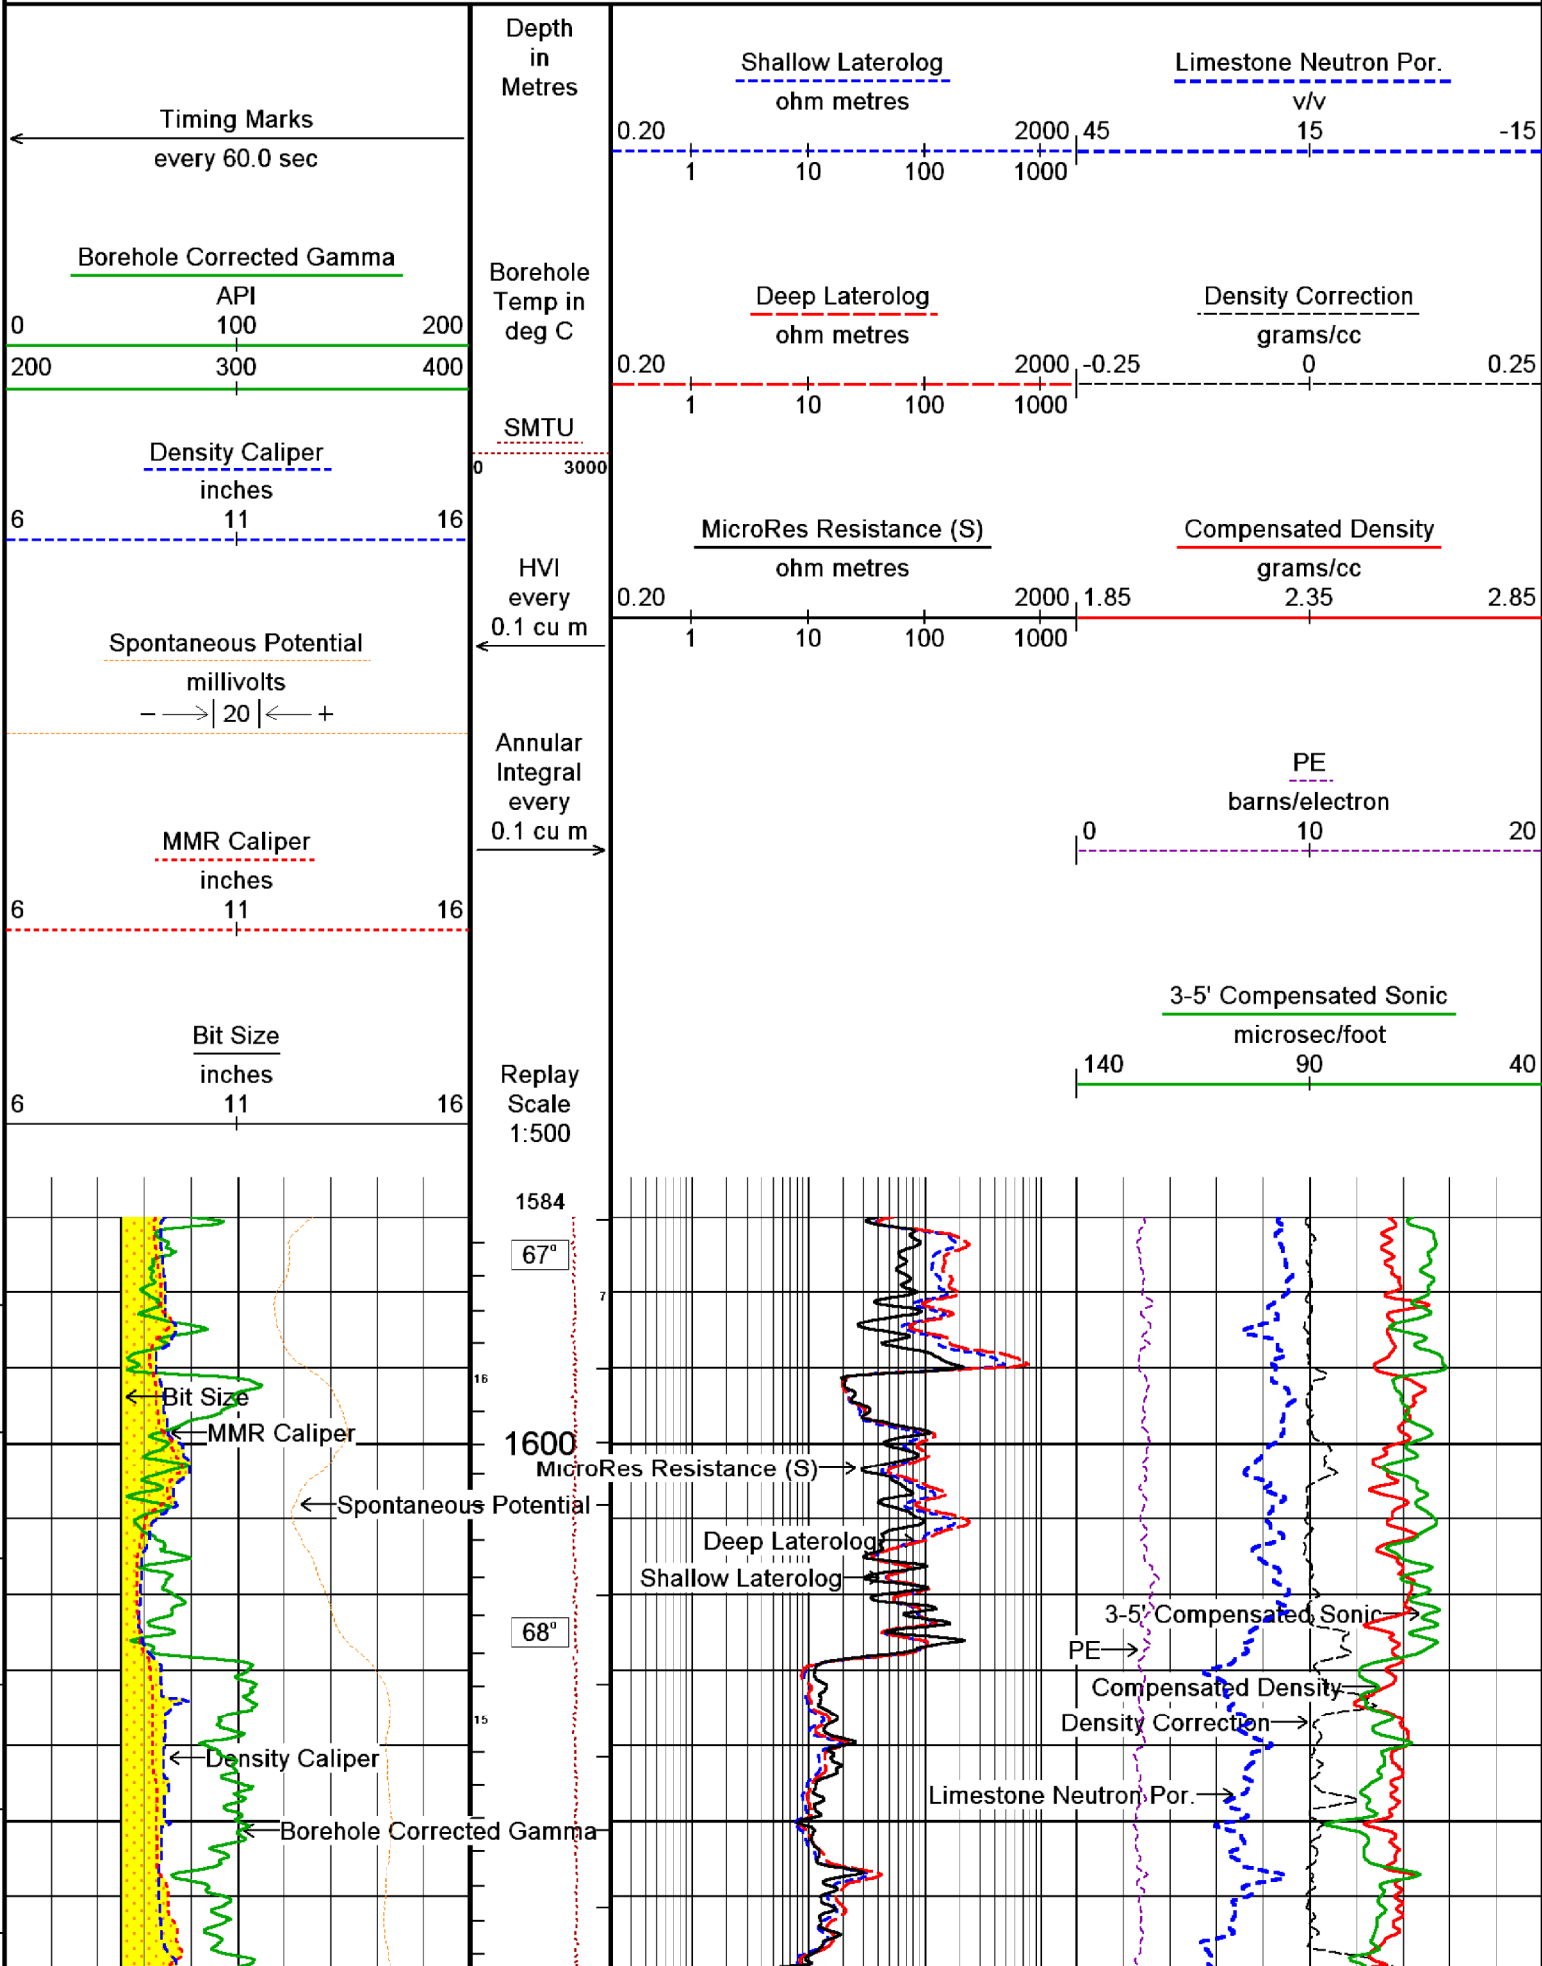 Timing Marks
every 60.0 sec
Borehole Corrected Gamma
API
0 100 200
200 300 400
Density Caliper
inches
6 11 16
Spontaneous Potential
millivolts
− →|20|← +
MMR Caliper
inches
6 11 16
Bit Size
inches
6 11 16
Depth
in
Metres
Borehole
Temp in
deg C
SMTU
0 3000
HVI
every
0.1 cu m
Annular
Integral
every
0.1 cu m
Replay
Scale
1:500
Shallow Laterolog
ohm metres
0.20 2000
1 10 100 1000
Deep Laterolog
ohm metres
0.20 2000
1 10 100 1000
MicroRes Resistance (S)
ohm metres
0.20 2000
1 10 100 1000
Limestone Neutron Por.
v/v
45 15 -15
Density Correction
grams/cc
-0.25 0 0.25
Compensated Density
grams/cc
1.85 2.35 2.85
PE
barns/electron
0 10 20
3-5' Compensated Sonic
microsec/foot
140 90 40
1584
67°
7
16
Bit Size
MMR Caliper
1600
MicroRes Resistance (S)
Spontaneous Potential
Deep Laterolog
Shallow Laterolog
3-5' Compensated Sonic
68°
PE
Compensated Density
15
Density Correction
Density Caliper
Limestone Neutron Por.
Borehole Corrected Gamma